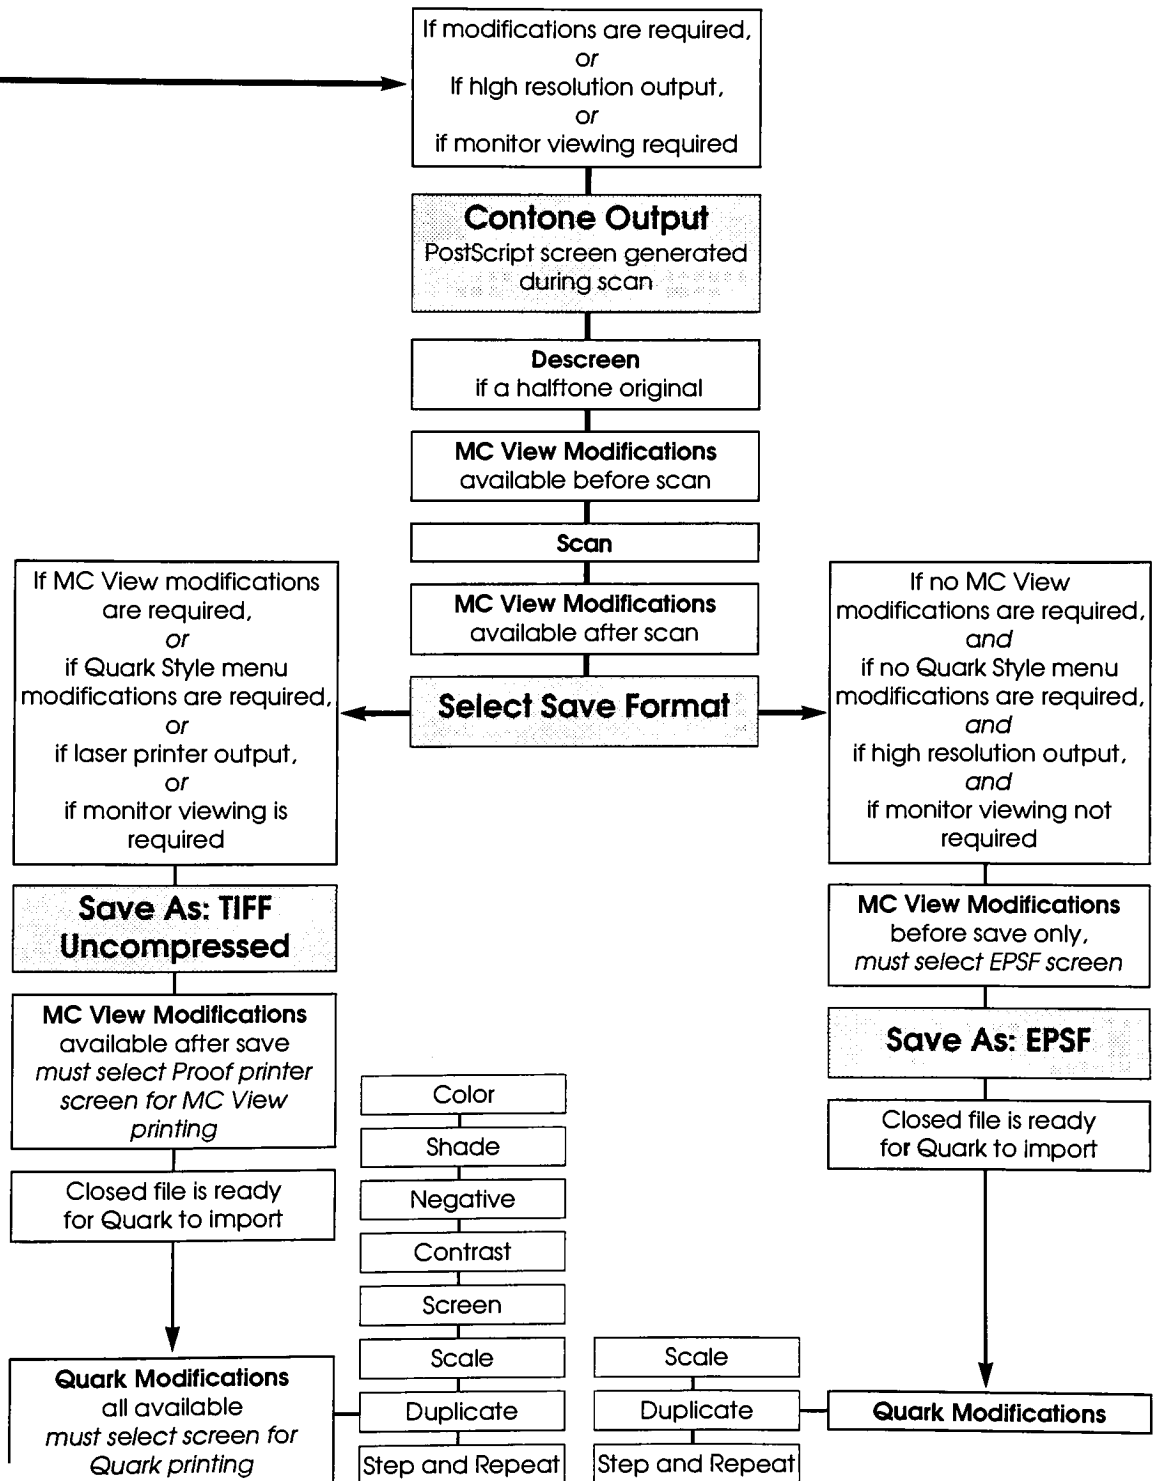 If modifications are required,
or
If high resolution output,
or
if monitor viewing required
Contone Output
PostScript screen generated
during scan
Descreen
if a halftone original
MC View Modifications
available before scan
Scan
MC View Modifications
available after scan
Select Save Format
If MC View modifications
are required,
or
if Quark Style menu
modifications are required,
or
if laser printer output,
or
if monitor viewing is
required
Save As: TIFF
Uncompressed
MC View Modifications
available after save
must select Proof printer
screen for MC View
printing
Closed file is ready
for Quark to import
Quark Modifications
all available
must select screen for
Quark printing
Color
Shade
Negative
Contrast
Screen
Scale
Duplicate
Step and Repeat
If no MC View
modifications are required,
and
if no Quark Style menu
modifications are required,
and
if high resolution output,
and
if monitor viewing not
required
MC View Modifications
before save only,
must select EPSF screen
Save As: EPSF
Closed file is ready
for Quark to import
Quark Modifications
Scale
Duplicate
Step and Repeat